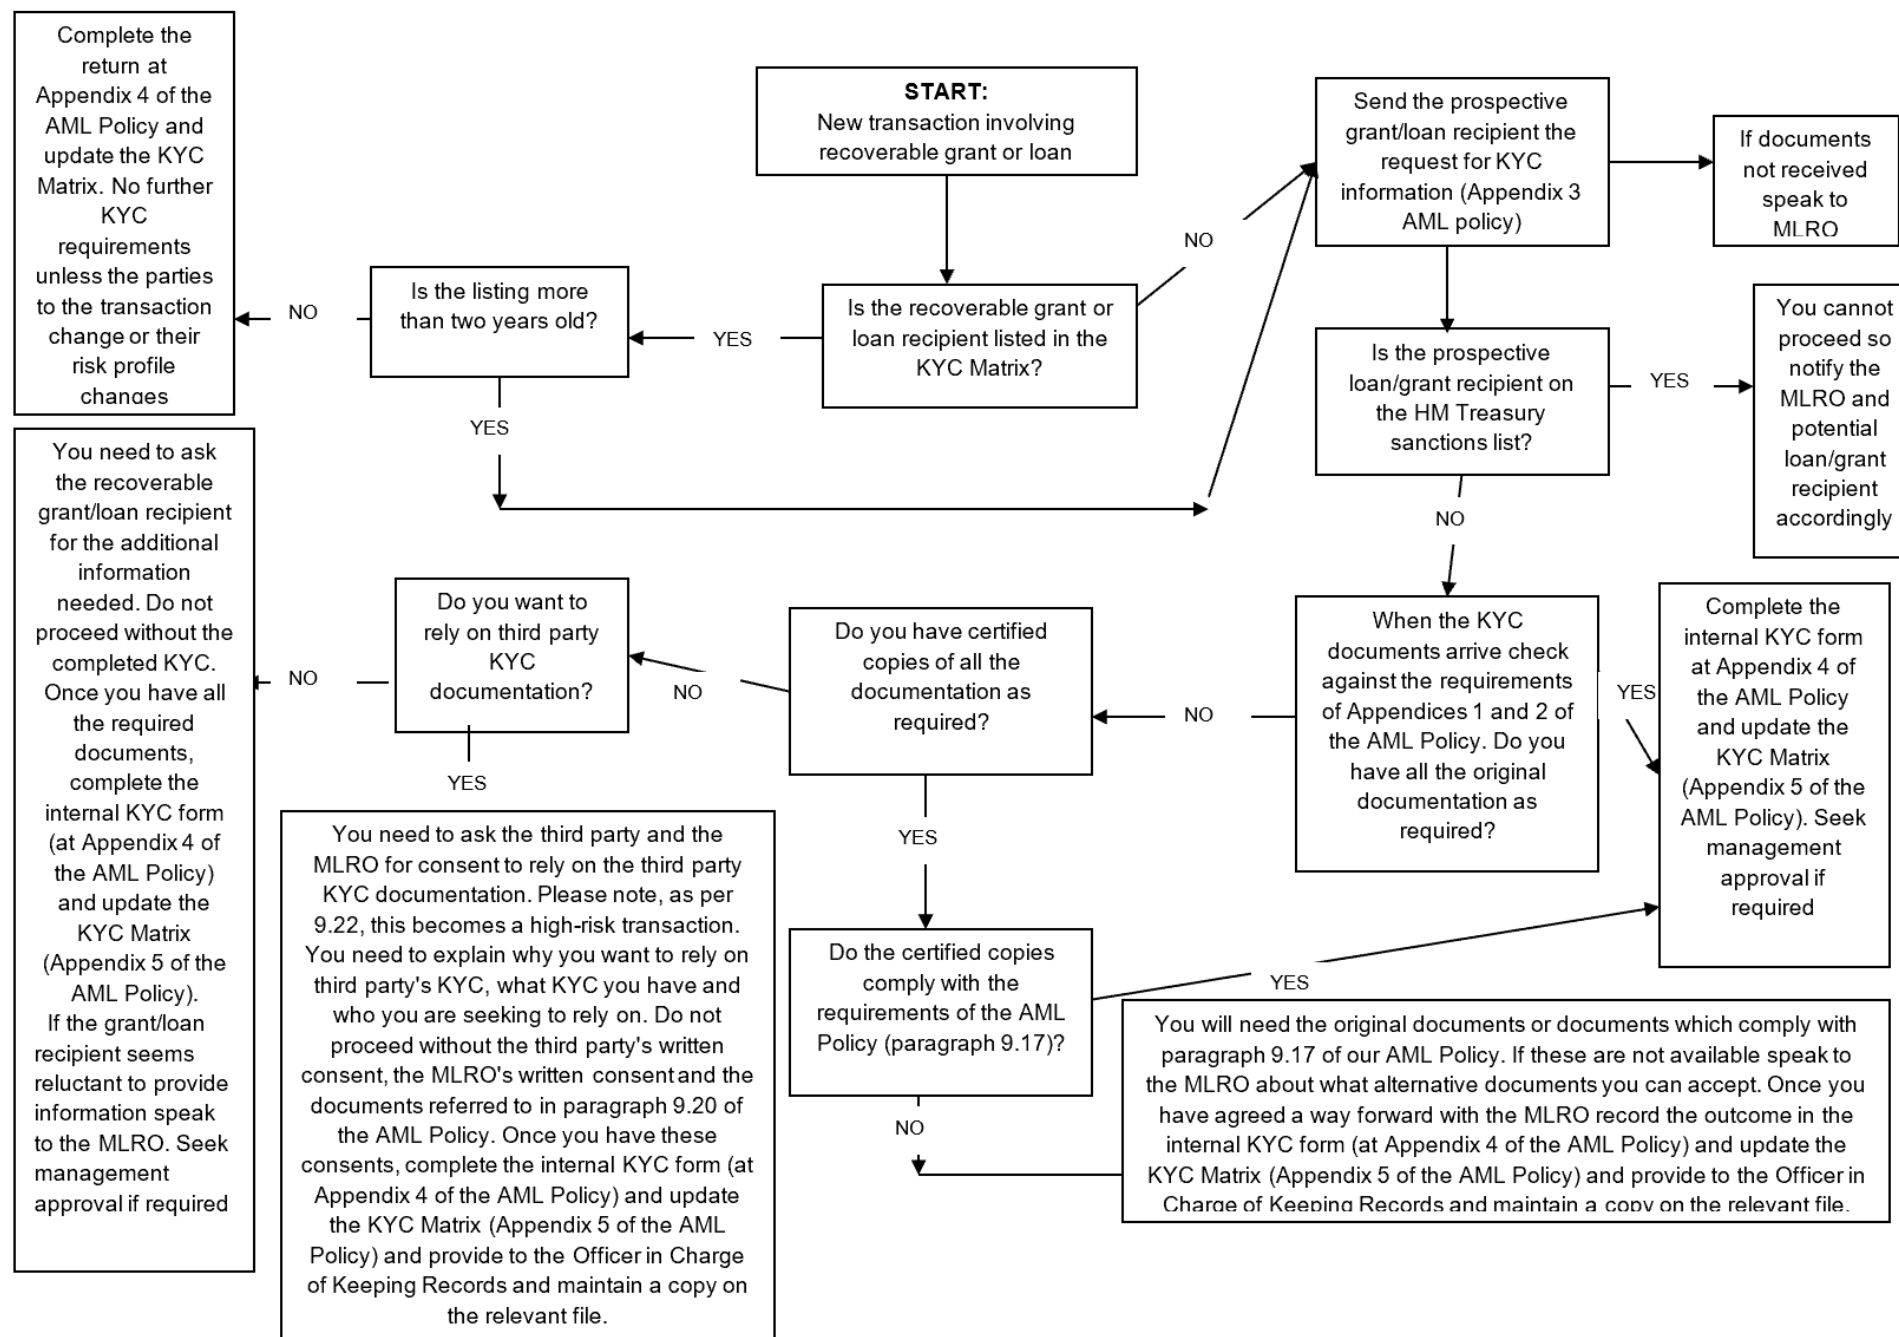 Complete the
return at
Appendix 4 of the
AML Policy and
update the KYC
Matrix. No further
KYC
requirements
unless the parties
to the transaction
change or their
risk profile
changes
START:
New transaction involving
recoverable grant or loan
Send the prospective
grant/loan recipient the
request for KYC
information (Appendix 3
AML policy)
If documents
not received
speak to
MLRO
NO
Is the listing more
than two years old?
NO
YES
Is the recoverable grant or
loan recipient listed in the
KYC Matrix?
YES
Is the prospective
loan/grant recipient on
the HM Treasury
sanctions list?
YES
You cannot
proceed so
notify the
MLRO and
potential
loan/grant
recipient
accordingly
NO
You need to ask
the recoverable
grant/loan recipient
for the additional
information
needed. Do not
proceed without the
completed KYC.
Once you have all
the required
documents,
complete the
internal KYC form
(at Appendix 4 of
the AML Policy)
and update the
KYC Matrix
(Appendix 5 of the
AML Policy).
If the grant/loan
recipient seems
reluctant to provide
information speak
to the MLRO. Seek
management
approval if required
NO
Do you want to
rely on third party
KYC
documentation?
NO
YES
Do you have certified
copies of all the
documentation as
required?
NO
YES
When the KYC
documents arrive check
against the requirements
of Appendices 1 and 2 of
the AML Policy. Do you
have all the original
documentation as
required?
YES
Complete the
internal KYC form
at Appendix 4 of
the AML Policy
and update the
KYC Matrix
(Appendix 5 of the
AML Policy). Seek
management
approval if
required
You need to ask the third party and the
MLRO for consent to rely on the third party
KYC documentation. Please note, as per
9.22, this becomes a high-risk transaction.
You need to explain why you want to rely on
third party's KYC, what KYC you have and
who you are seeking to rely on. Do not
proceed without the third party's written
consent, the MLRO's written consent and the
documents referred to in paragraph 9.20 of
the AML Policy. Once you have these
consents, complete the internal KYC form (at
Appendix 4 of the AML Policy) and update
the KYC Matrix (Appendix 5 of the AML
Policy) and provide to the Officer in Charge
of Keeping Records and maintain a copy on
the relevant file.
Do the certified copies
comply with the
requirements of the AML
Policy (paragraph 9.17)?
YES
NO
You will need the original documents or documents which comply with
paragraph 9.17 of our AML Policy. If these are not available speak to
the MLRO about what alternative documents you can accept. Once you
have agreed a way forward with the MLRO record the outcome in the
internal KYC form (at Appendix 4 of the AML Policy) and update the
KYC Matrix (Appendix 5 of the AML Policy) and provide to the Officer in
Charge of Keeping Records and maintain a copy on the relevant file.